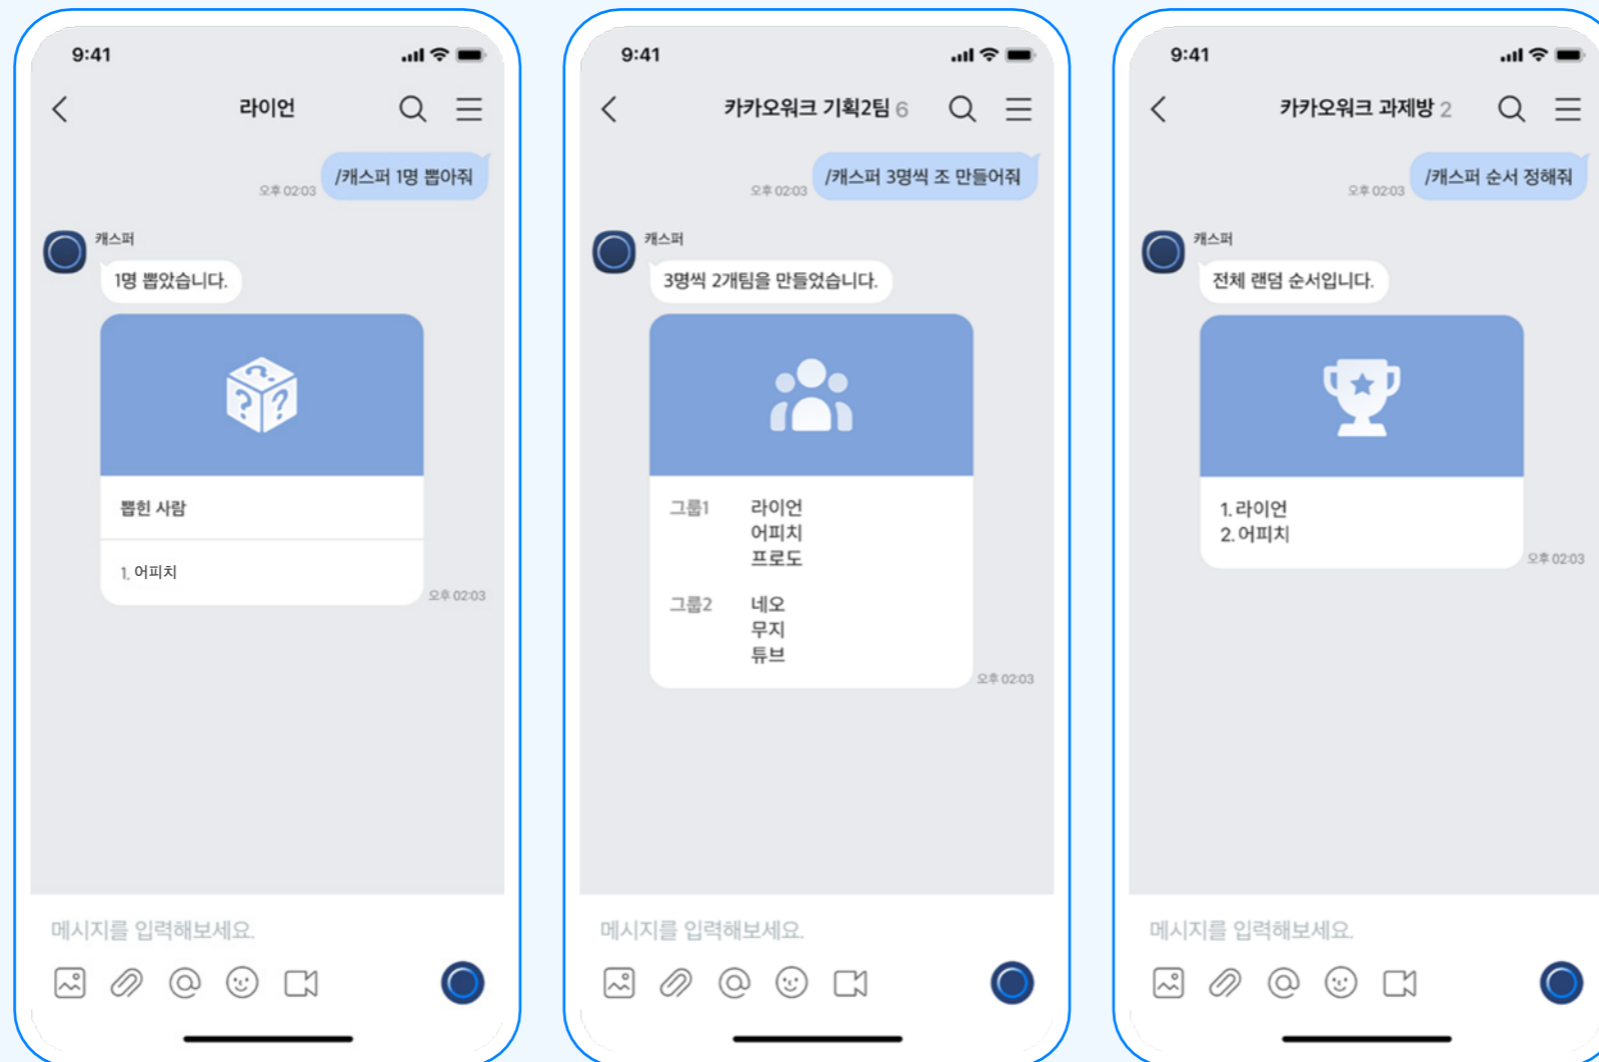 9:41
라이언
/캐스퍼 1명 뽑아줘
오후 02:03
캐스퍼
1명 뽑았습니다.
? ? ?
뽑힌 사람
1. 어피치
오후 02:03
메시지를 입력해보세요.
9:41
카카오워크 기획2팀 6
/캐스퍼 3명씩 조 만들어줘
오후 02:03
캐스퍼
3명씩 2개팀을 만들었습니다.
그룹1 라이언
어피치
프로도
그룹2 네오
무지
튜브
오후 02:03
메시지를 입력해보세요.
9:41
카카오워크 과제방 2
/캐스퍼 순서 정해줘
오후 02:03
캐스퍼
전체 랜덤 순서입니다.
1. 라이언
2. 어피치
오후 02:03
메시지를 입력해보세요.